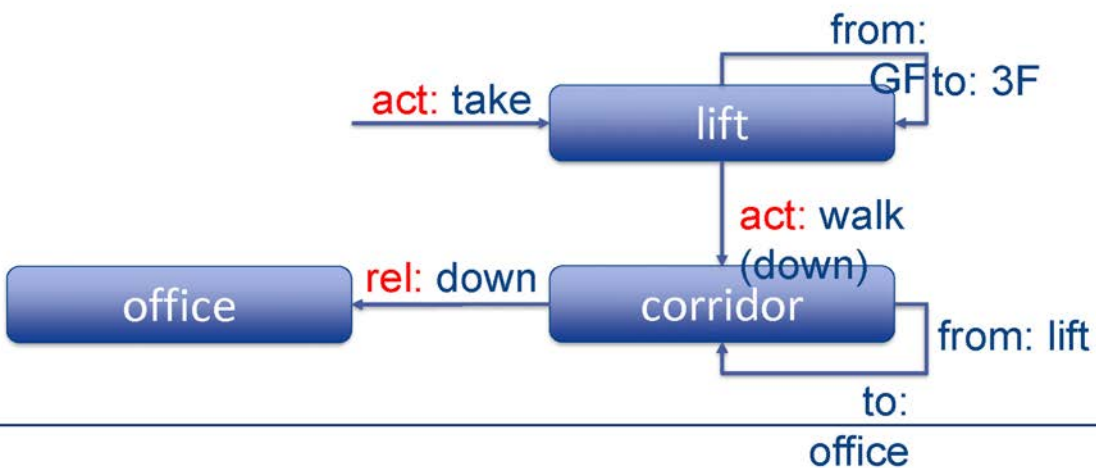 from:
GF to: 3F
act: take
lift
act: walk
(down)
rel: down
office
corridor
from: lift
to:
office